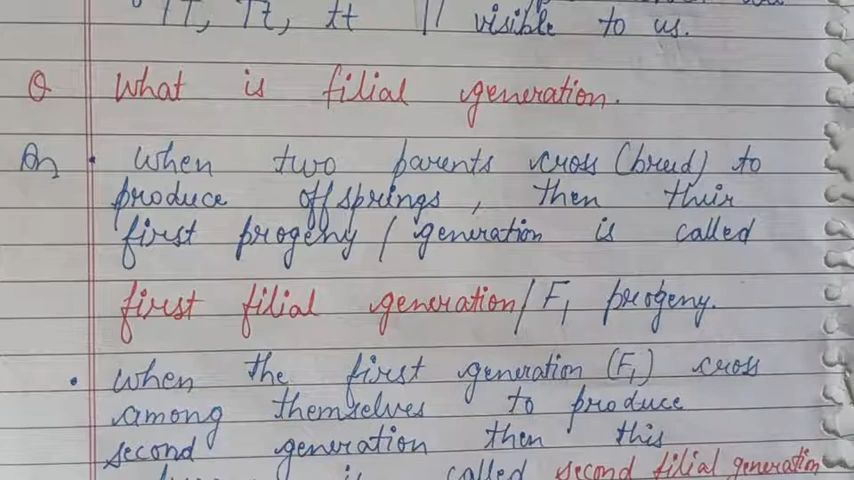 TT, Tt, tt || visible to us.
Q What is filial generation.
An • When two parents cross (breed) to
produce offsprings, then their
first progeny / generation is called
first filial generation/F₁ progeny.
• When the first generation (F₁) cross
among themselves to produce
second generation then this
is called second filial generation